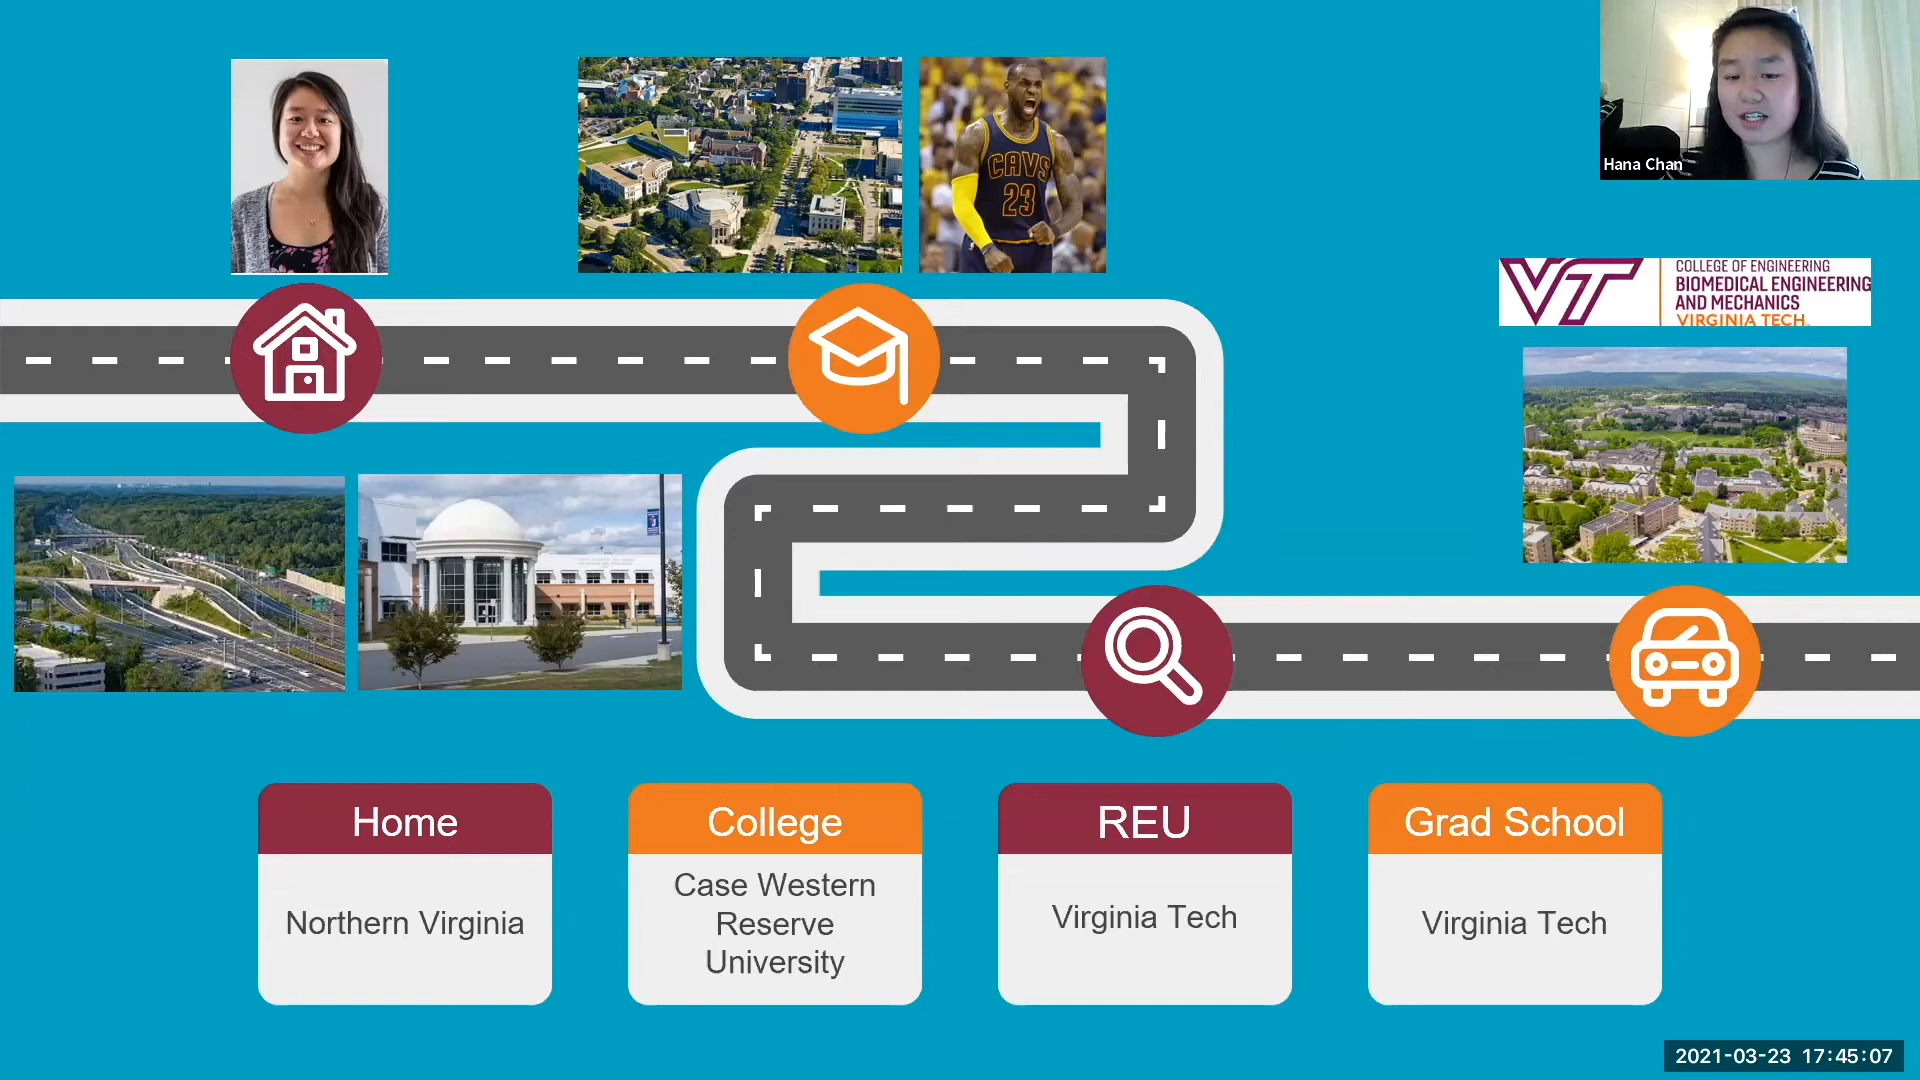 Hana Chan
CAVS
23
COLLEGE OF ENGINEERING
BIOMEDICAL ENGINEERING
AND MECHANICS
VIRGINIA TECH.
Home
Northern Virginia
College
Case Western
Reserve
University
REU
Virginia Tech
Grad School
Virginia Tech
2021-03-23 17:45:07